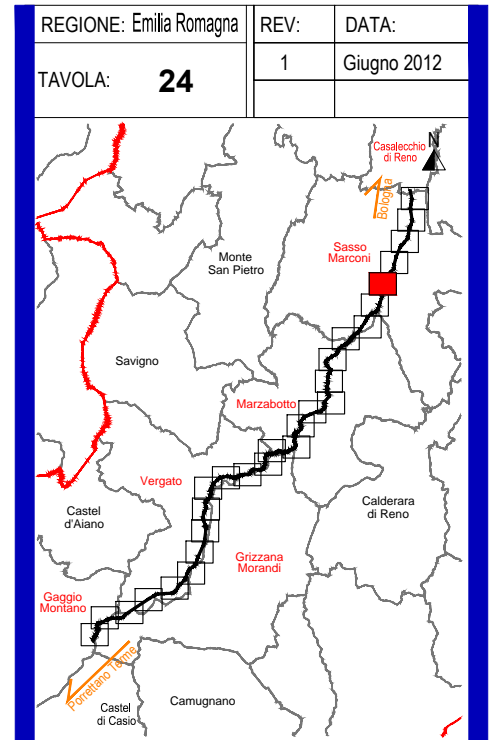 REGIONE: Emilia Romagna
REV:
DATA:
TAVOLA: 24
1
Giugno 2012
Casalecchio
di Reno
N
Bologna
Sasso
Marconi
Monte
San Pietro
Savigno
Marzabotto
Vergato
Castel
d'Aiano
Calderara
di Reno
Grizzana
Morandi
Gaggio
Montano
Porrettano Terme
Castel
di Casio
Camugnano